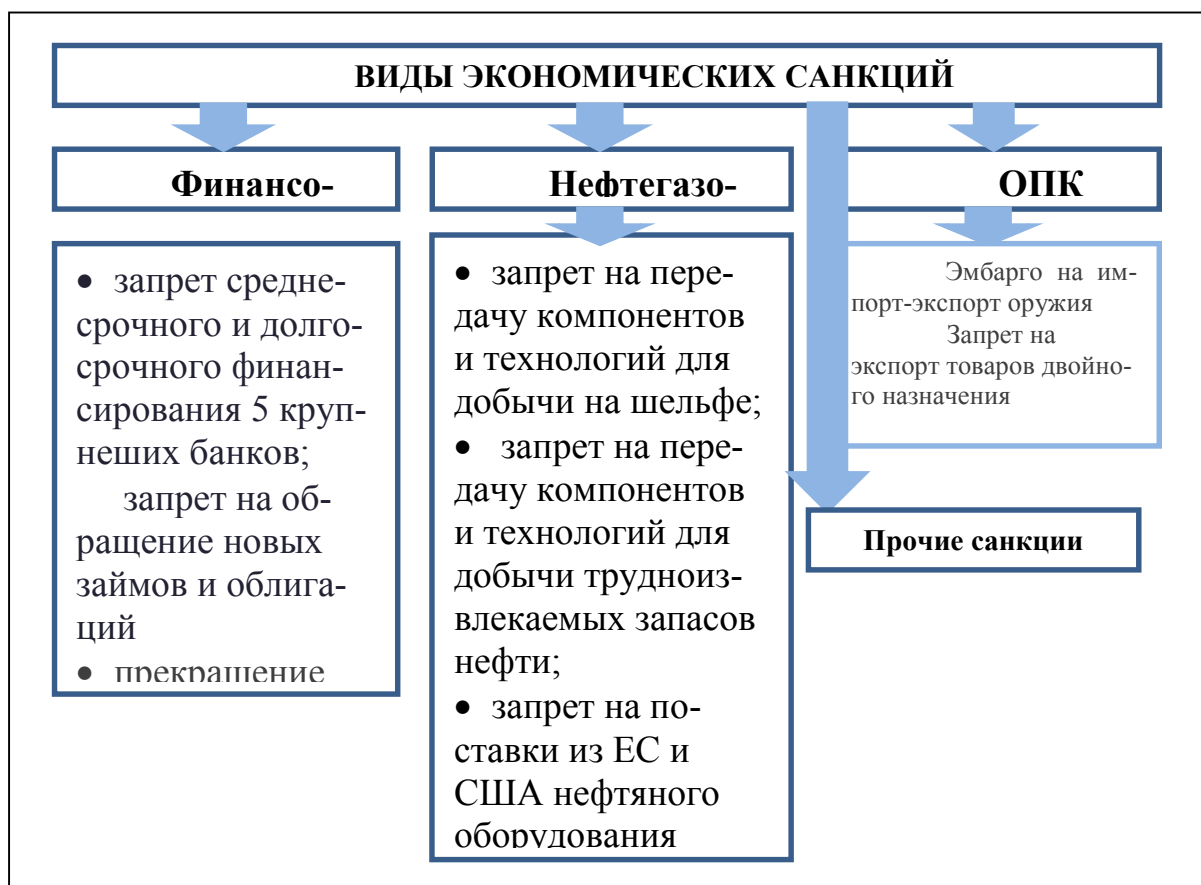 ВИДЫ ЭКОНОМИЧЕСКИХ САНКЦИЙ
Финансо-
• запрет средне-
срочного и долго-
срочного финан-
сирования 5 круп-
неших банков;
запрет на об-
ращение новых
займов и облига-
ций
• прекращение
Нефтегазо-
• запрет на пере-
дачу компонентов
и технологий для
добычи на шельфе;
• запрет на пере-
дачу компонентов
и технологий для
добычи трудноиз-
влекаемых запасов
нефти;
• запрет на по-
ставки из ЕС и
США нефтяного
оборудования
ОПК
Эмбарго на им-
порт-экспорт оружия
Запрет на
экспорт товаров двойно-
го назначения
Прочие санкции